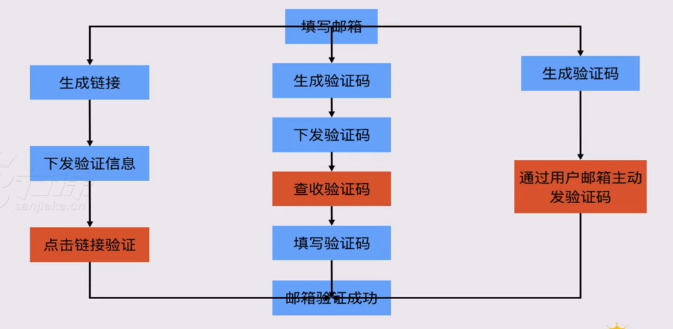 填写邮箱
生成链接
下发验证信息
点击链接验证
生成验证码
下发验证码
查收验证码
填写验证码
生成验证码
通过用户邮箱主动
发验证码
邮箱验证成功
sanjieke.cn